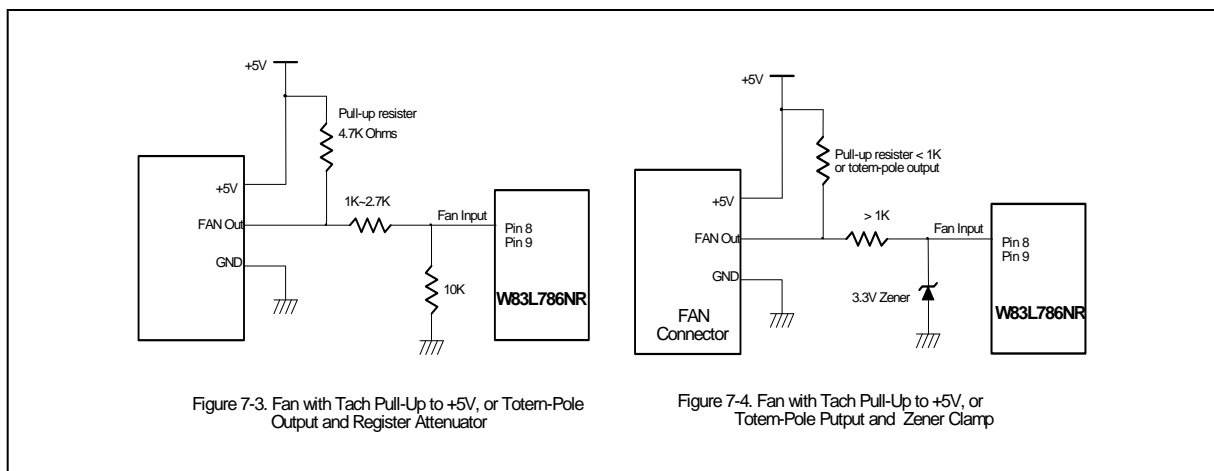 +5V
Pull-up resister
4.7K Ohms
+5V
FAN Out
GND
1K~2.7K
Fan Input
Pin 8
Pin 9
10K
W83L786NR
Figure 7-3. Fan with Tach Pull-Up to +5V, or Totem-Pole
Output and Register Attenuator
+5V
Pull-up resister < 1K
or totem-pole output
+5V
FAN Out
GND
FAN
Connector
> 1K
Fan Input
Pin 8
Pin 9
3.3V Zener
W83L786NR
Figure 7-4. Fan with Tach Pull-Up to +5V, or
Totem-Pole Putput and Zener Clamp